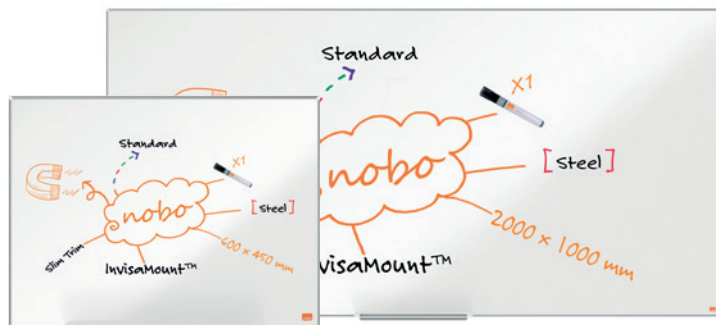 Standard
X1
nobo
[Steel]
2000 x 1000 mm
visaMount™
Standard
X1
nobo
[Steel]
600 x 450 mm
Slim Trim
InvisaMount™